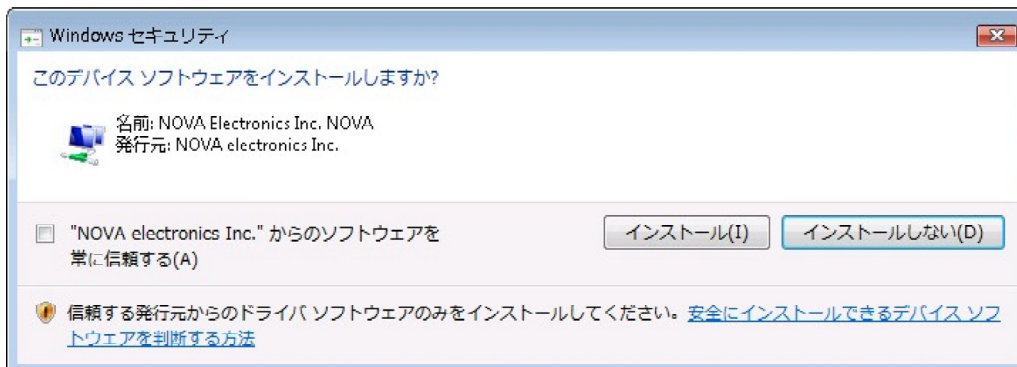 Windows セキュリティ
このデバイス ソフトウェアをインストールしますか?
名前: NOVA Electronics Inc. NOVA
発行元: NOVA electronics Inc.
"NOVA electronics Inc." からのソフトウェアを
常に信頼する(A)
インストール(I)
インストールしない(D)
信頼する発行元からのドライバ ソフトウェアのみをインストールしてください。安全にインストールできるデバイス ソフ
トウェアを判断する方法